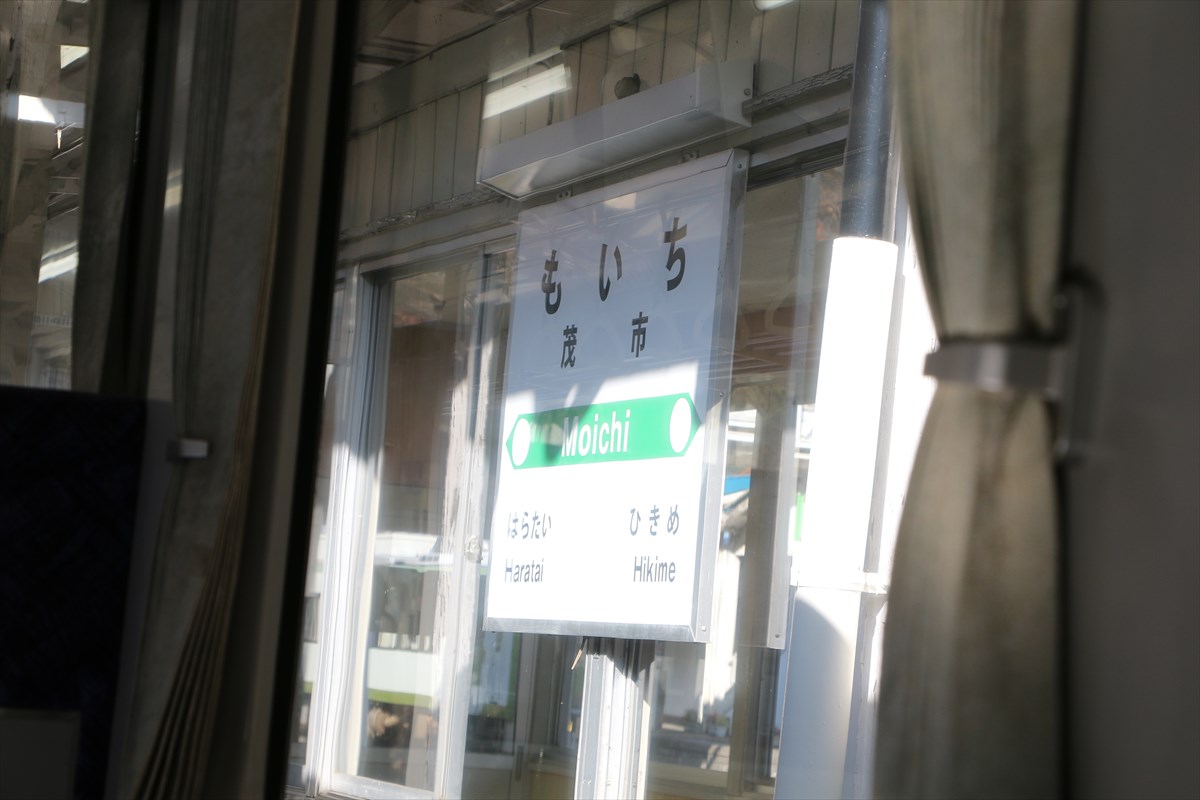 もいち
茂市
Moichi
はらたい ひきめ
Haratai Hikime